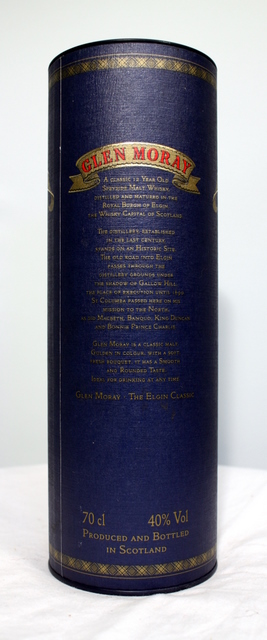 GLEN MORAY
A CLASSIC 12 YEAR OLD
SPEYSIDE MALT WHISKY,
DISTILLED AND MATURED IN THE
ROYAL BURGH OF ELGIN
THE WHISKY CAPITAL OF SCOTLAND.
THE DISTILLERY, ESTABLISHED
IN THE LAST CENTURY,
STANDS ON AN HISTORIC SITE.
THE OLD ROAD INTO ELGIN
PASSES THROUGH THE
DISTILLERY GROUNDS UNDER
THE SHADOW OF GALLOW HILL,
THE PLACE OF EXECUTION UNTIL
ST COLUMBA PASSED HERE ON HIS
MISSION TO THE NORTH,
MACBETH, BANQUO, KING DUNCAN
AND BONNIE PRINCE CHARLIE.
GLEN MORAY IS A CLASSIC MALT,
GOLDEN IN COLOUR, WITH A SOFT
FRESH BOUQUET. IT HAS A SMOOTH
AND ROUNDED TASTE.
IDEAL FOR DRINKING AT ANY TIME.
GLEN MORAY · THE ELGIN CLASSIC
70 cl 40% Vol
PRODUCED AND BOTTLED
IN SCOTLAND